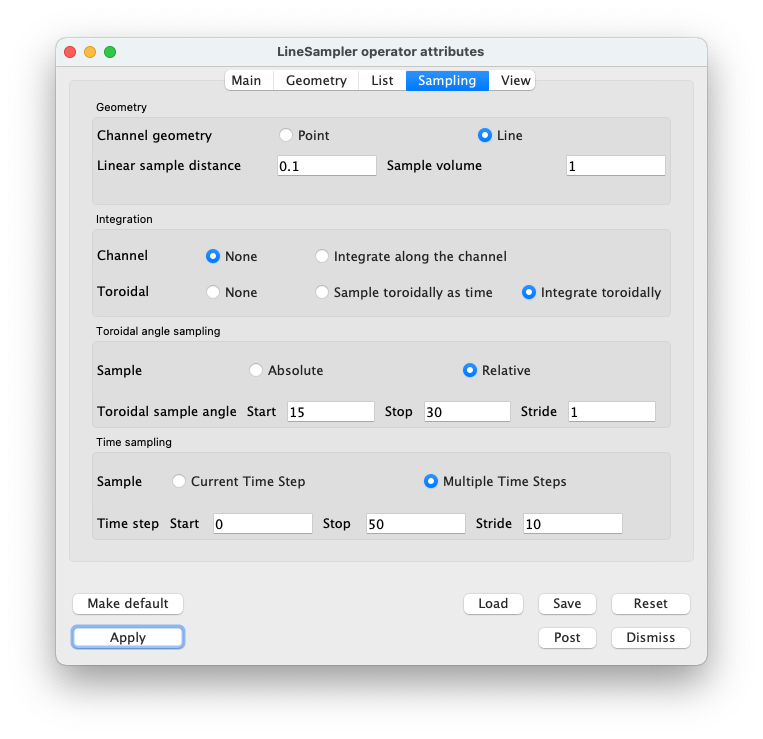 LineSampler operator attributes
Main Geometry List Sampling View
Geometry
Channel geometry Point Line
Linear sample distance 0.1 Sample volume 1
Integration
Channel None Integrate along the channel
Toroidal None Sample toroidally as time Integrate toroidally
Toroidal angle sampling
Sample Absolute Relative
Toroidal sample angle Start 15 Stop 30 Stride 1
Time sampling
Sample Current Time Step Multiple Time Steps
Time step Start 0 Stop 50 Stride 10
Make default Load Save Reset
Apply Post Dismiss